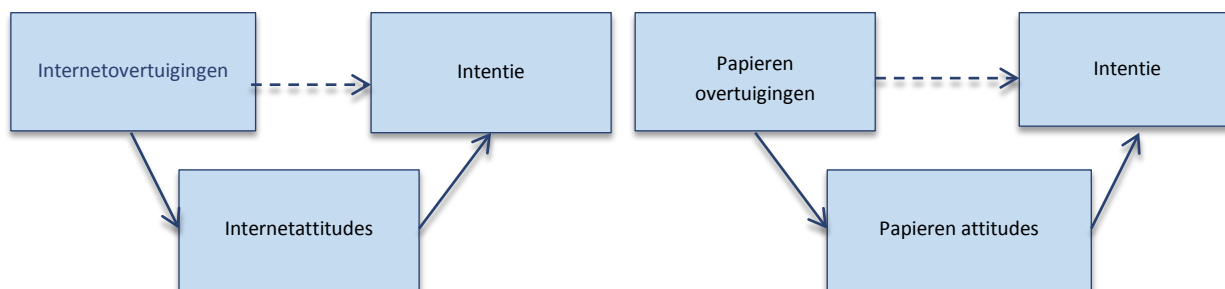 Internetovertuigingen
Intentie
Internetattitudes
Papieren
overtuigingen
Intentie
Papieren attitudes